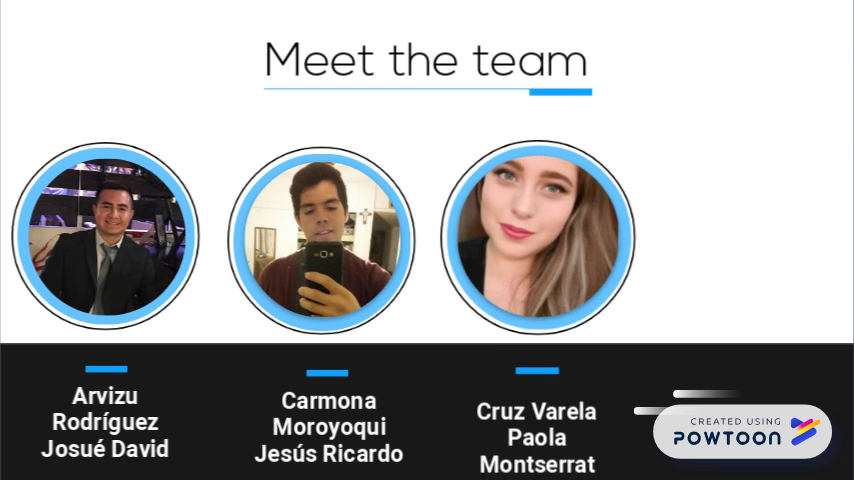 Meet the team
Arvizu
Rodríguez
Josué David
Carmona
Moroyoqui
Jesús Ricardo
Cruz Varela
Paola
Montserrat
CREATED USING
POWTOON